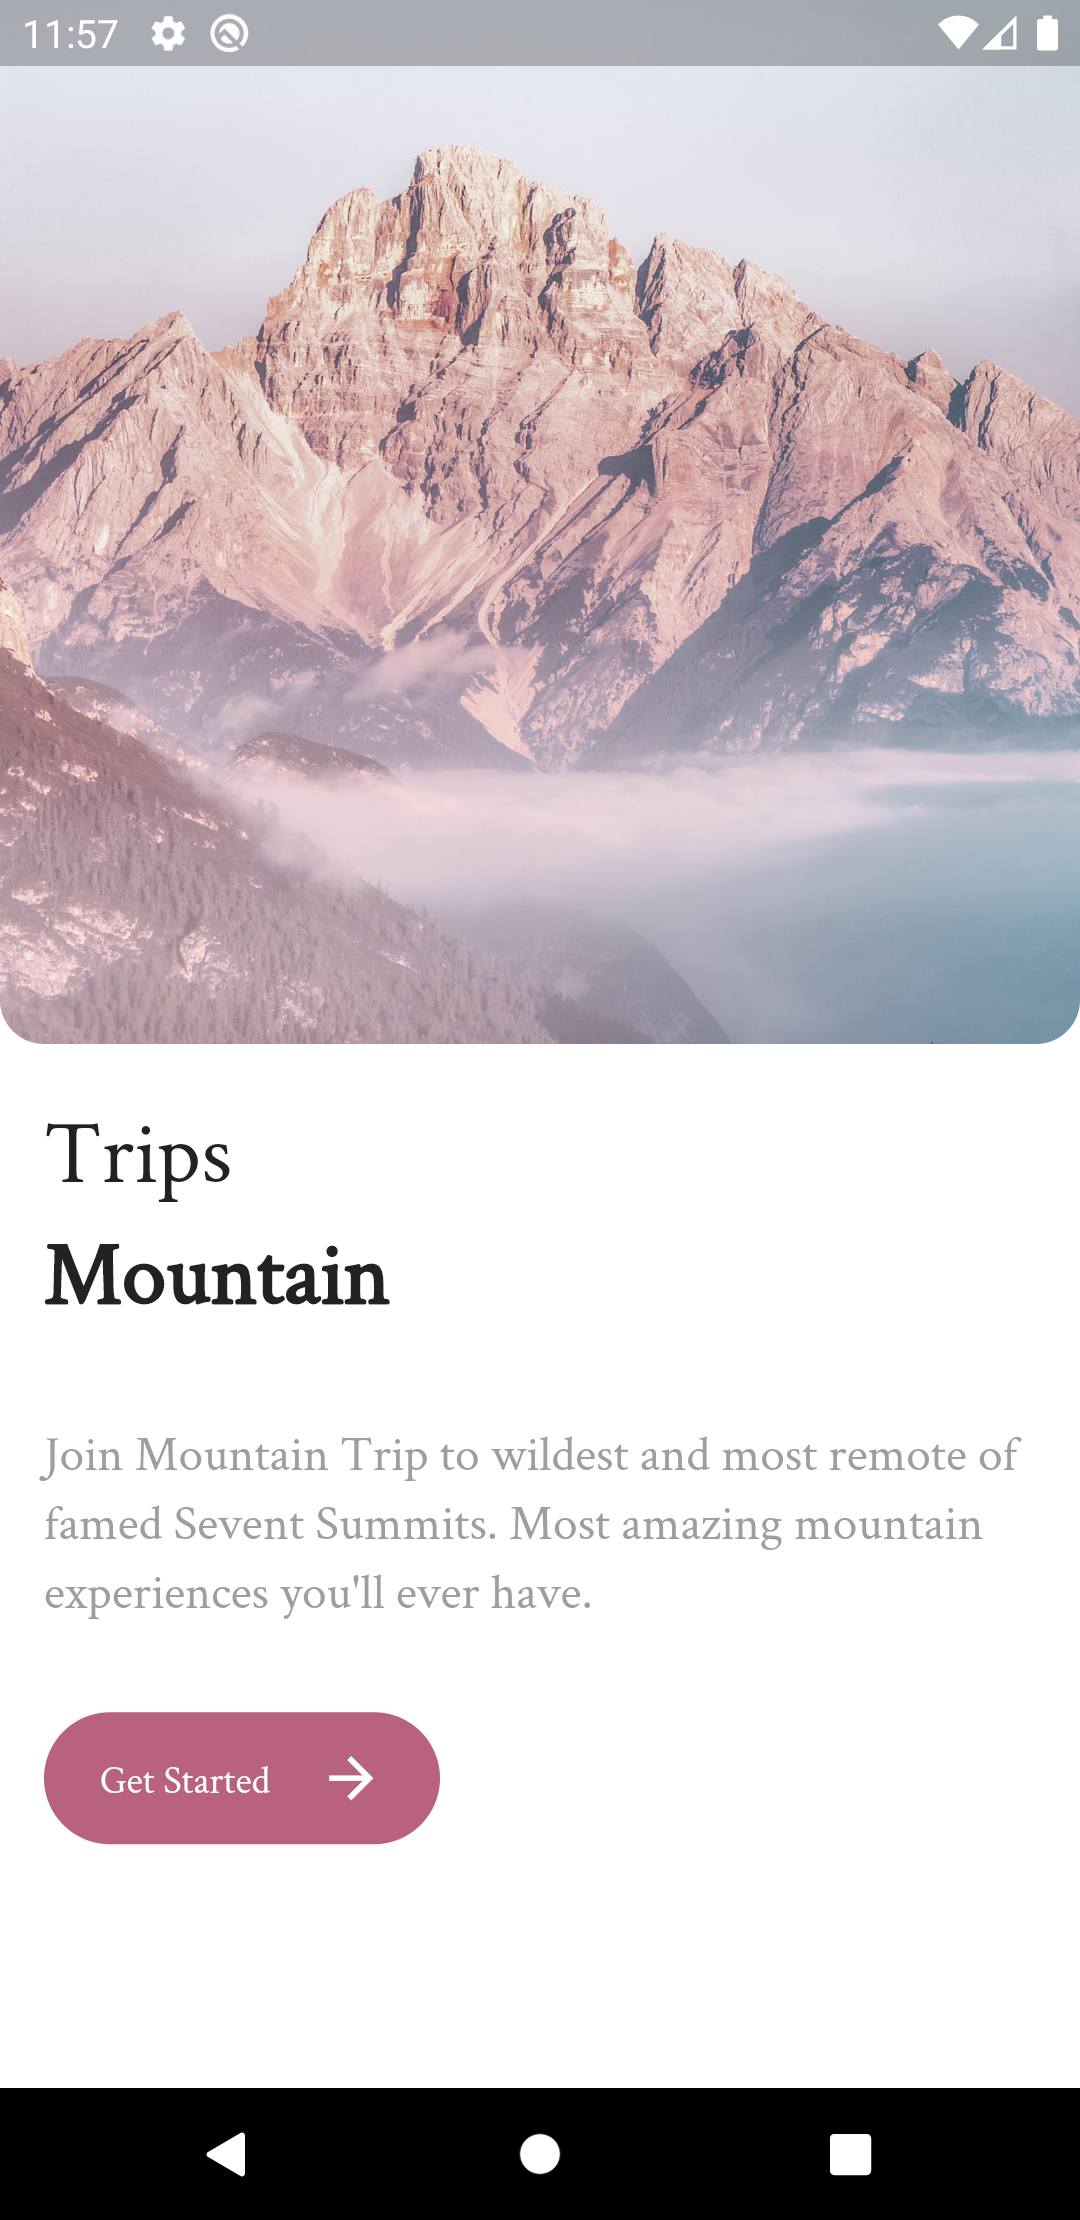 11:57
Trips
Mountain
Join Mountain Trip to wildest and most remote of
famed Sevent Summits. Most amazing mountain
experiences you'll ever have.
Get Started